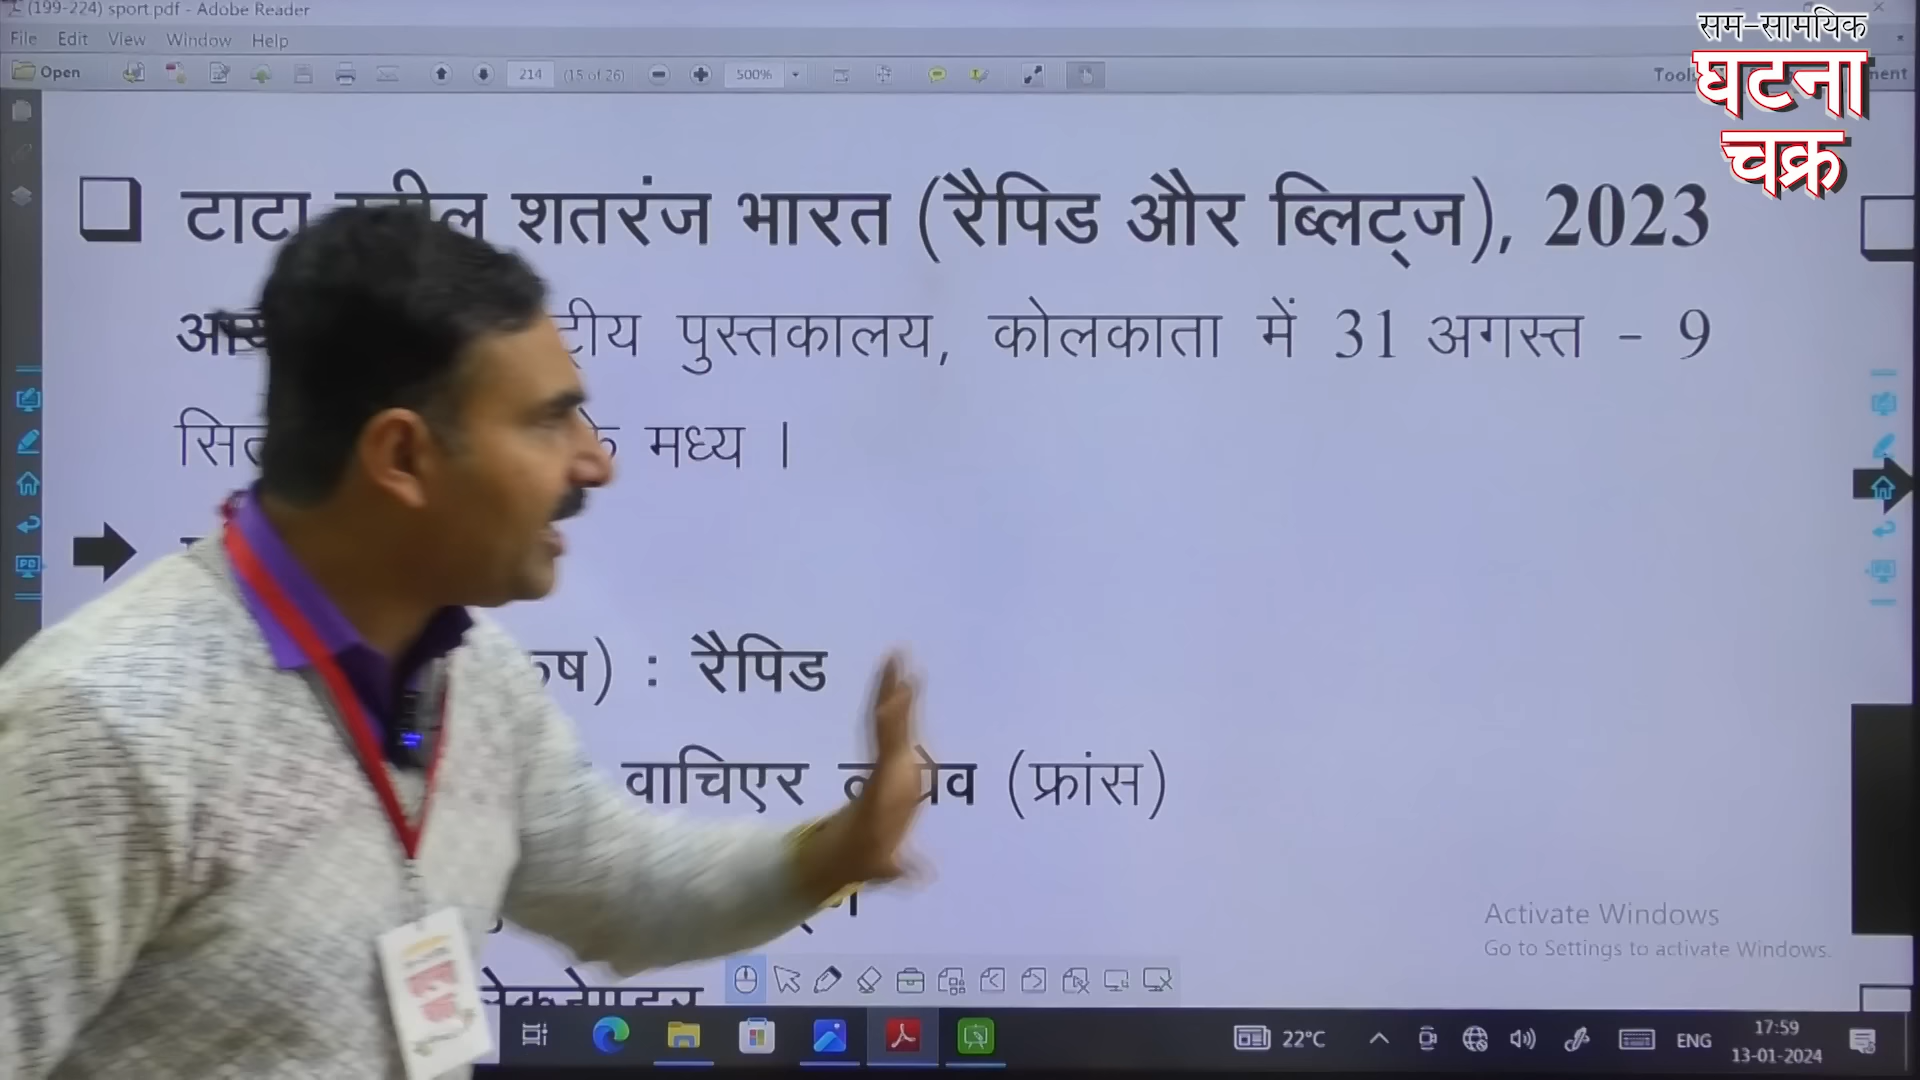 (199-224) sport.pdf - Adobe Reader
File Edit View Window Help
Open 214 (15 of 26) 500%
सम-सामयिक
घटना
चक्र
टाटा शतरंज भारत (रैपिड और ब्लिट्ज), 2023
पुस्तकालय, कोलकाता में 31 अगस्त - 9
मध्य ।
: रैपिड
वाचिएर (फ्रांस)
Activate Windows
Go to Settings to activate Windows.
22°C ENG 17:59
13-01-2024